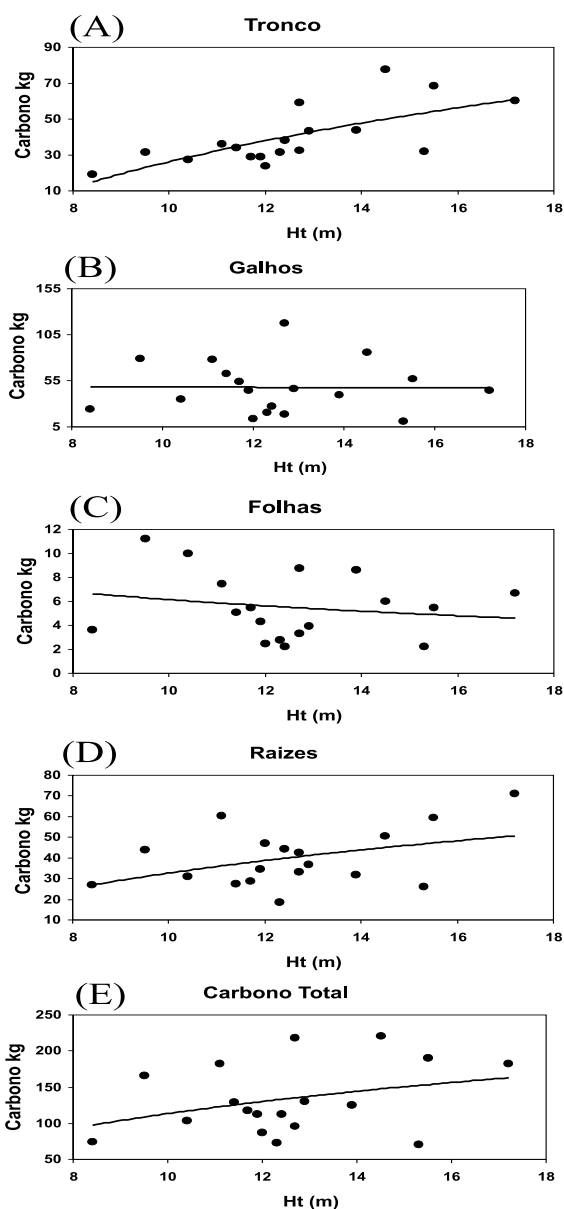 (A)
Tronco
Carbono kg
90
70
50
30
10
8 10 12 14 16 18
Ht (m)
(B)
Galhos
Carbono kg
155
105
55
5
8 10 12 14 16 18
Ht (m)
(C)
Folhas
Carbono kg
12
10
8
6
4
2
0
8 10 12 14 16 18
Ht (m)
(D)
Raizes
Carbono kg
80
70
60
50
40
30
20
10
8 10 12 14 16 18
Ht (m)
(E)
Carbono Total
Carbono kg
250
200
150
100
50
8 10 12 14 16 18
Ht (m)